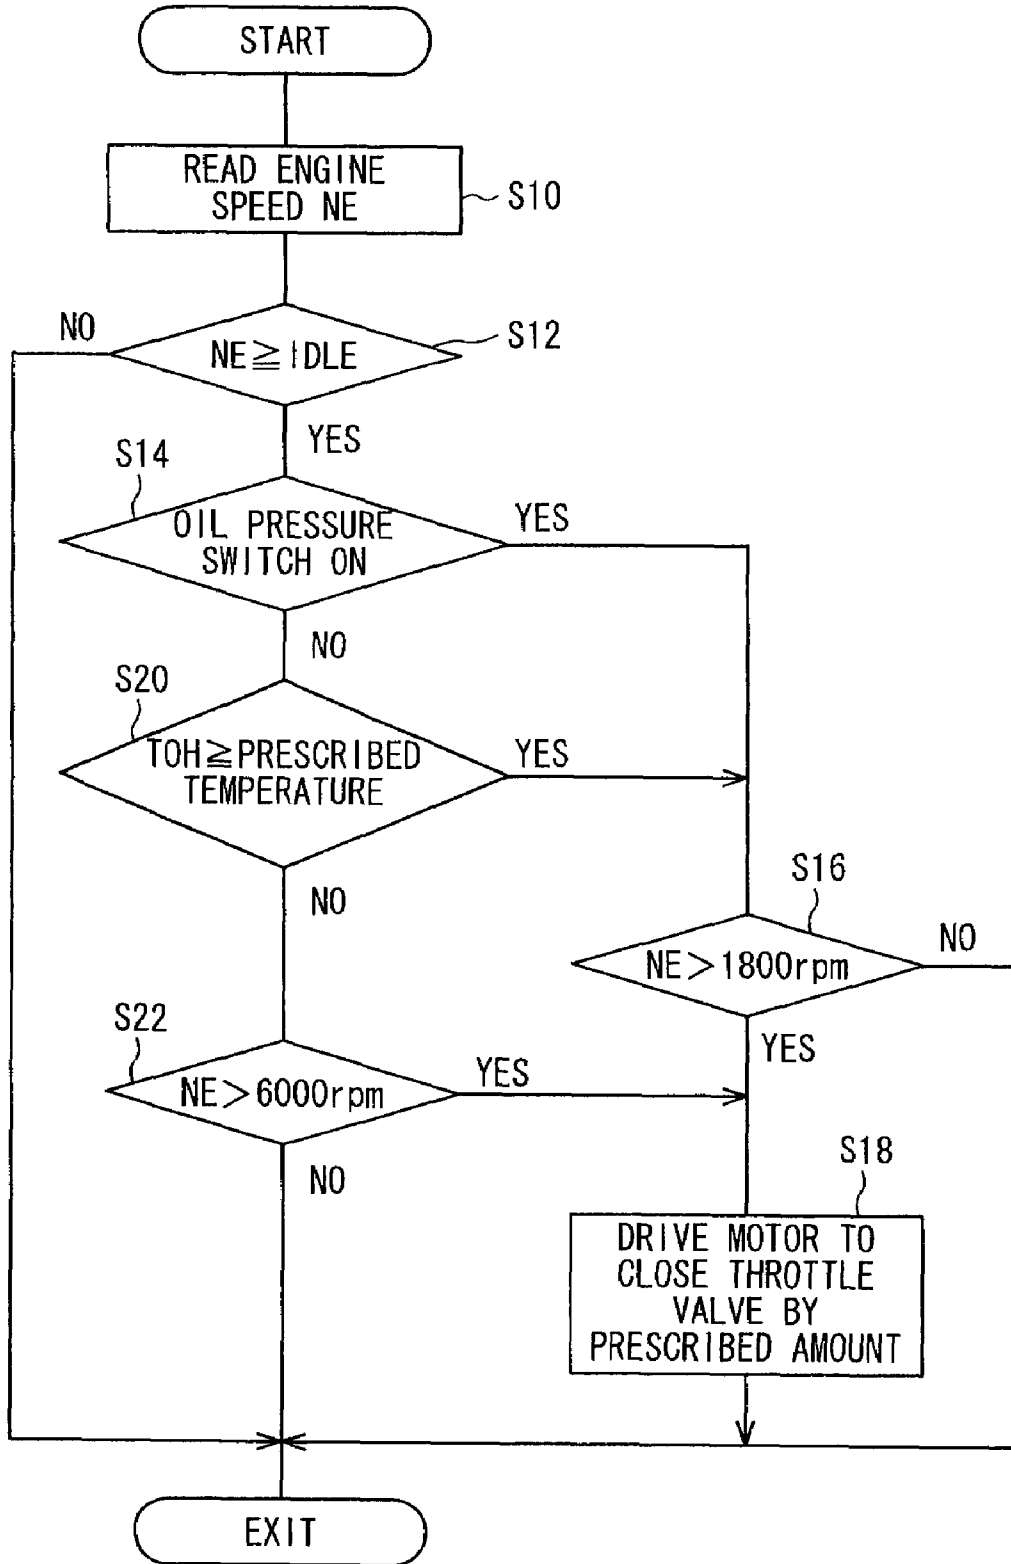 START
READ ENGINE
SPEED NE
S10
NO
NE≧IDLE
S12
YES
S14
OIL PRESSURE
SWITCH ON
YES
NO
S20
TOH≧PRESCRIBED
TEMPERATURE
YES
NO
S16
NE>1800rpm
NO
YES
S22
NE>6000rpm
YES
NO
S18
DRIVE MOTOR TO
CLOSE THROTTLE
VALVE BY
PRESCRIBED AMOUNT
EXIT